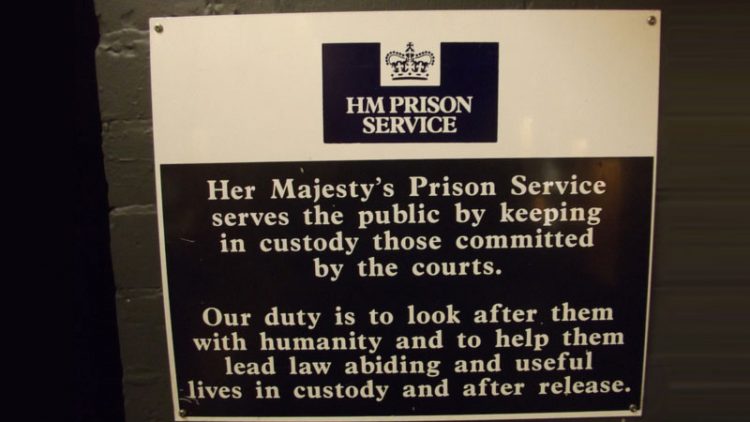 HM PRISON
SERVICE
Her Majesty's Prison Service
serves the public by keeping
in custody those committed
by the courts.
Our duty is to look after them
with humanity and to help them
lead law abiding and useful
lives in custody and after release.